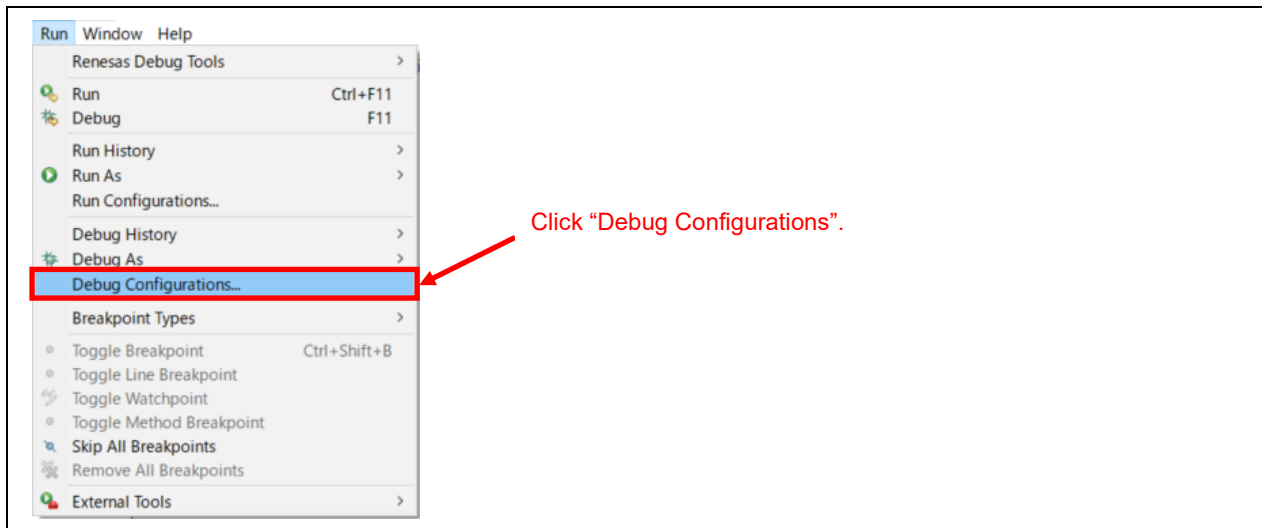 Run Window Help
Renesas Debug Tools >
Run Ctrl+F11
Debug F11
Run History >
Run As >
Run Configurations...
Debug History >
Click “Debug Configurations”.
Debug As >
Debug Configurations...
Breakpoint Types >
Toggle Breakpoint Ctrl+Shift+B
Toggle Line Breakpoint
Toggle Watchpoint
Toggle Method Breakpoint
Skip All Breakpoints
Remove All Breakpoints
External Tools >